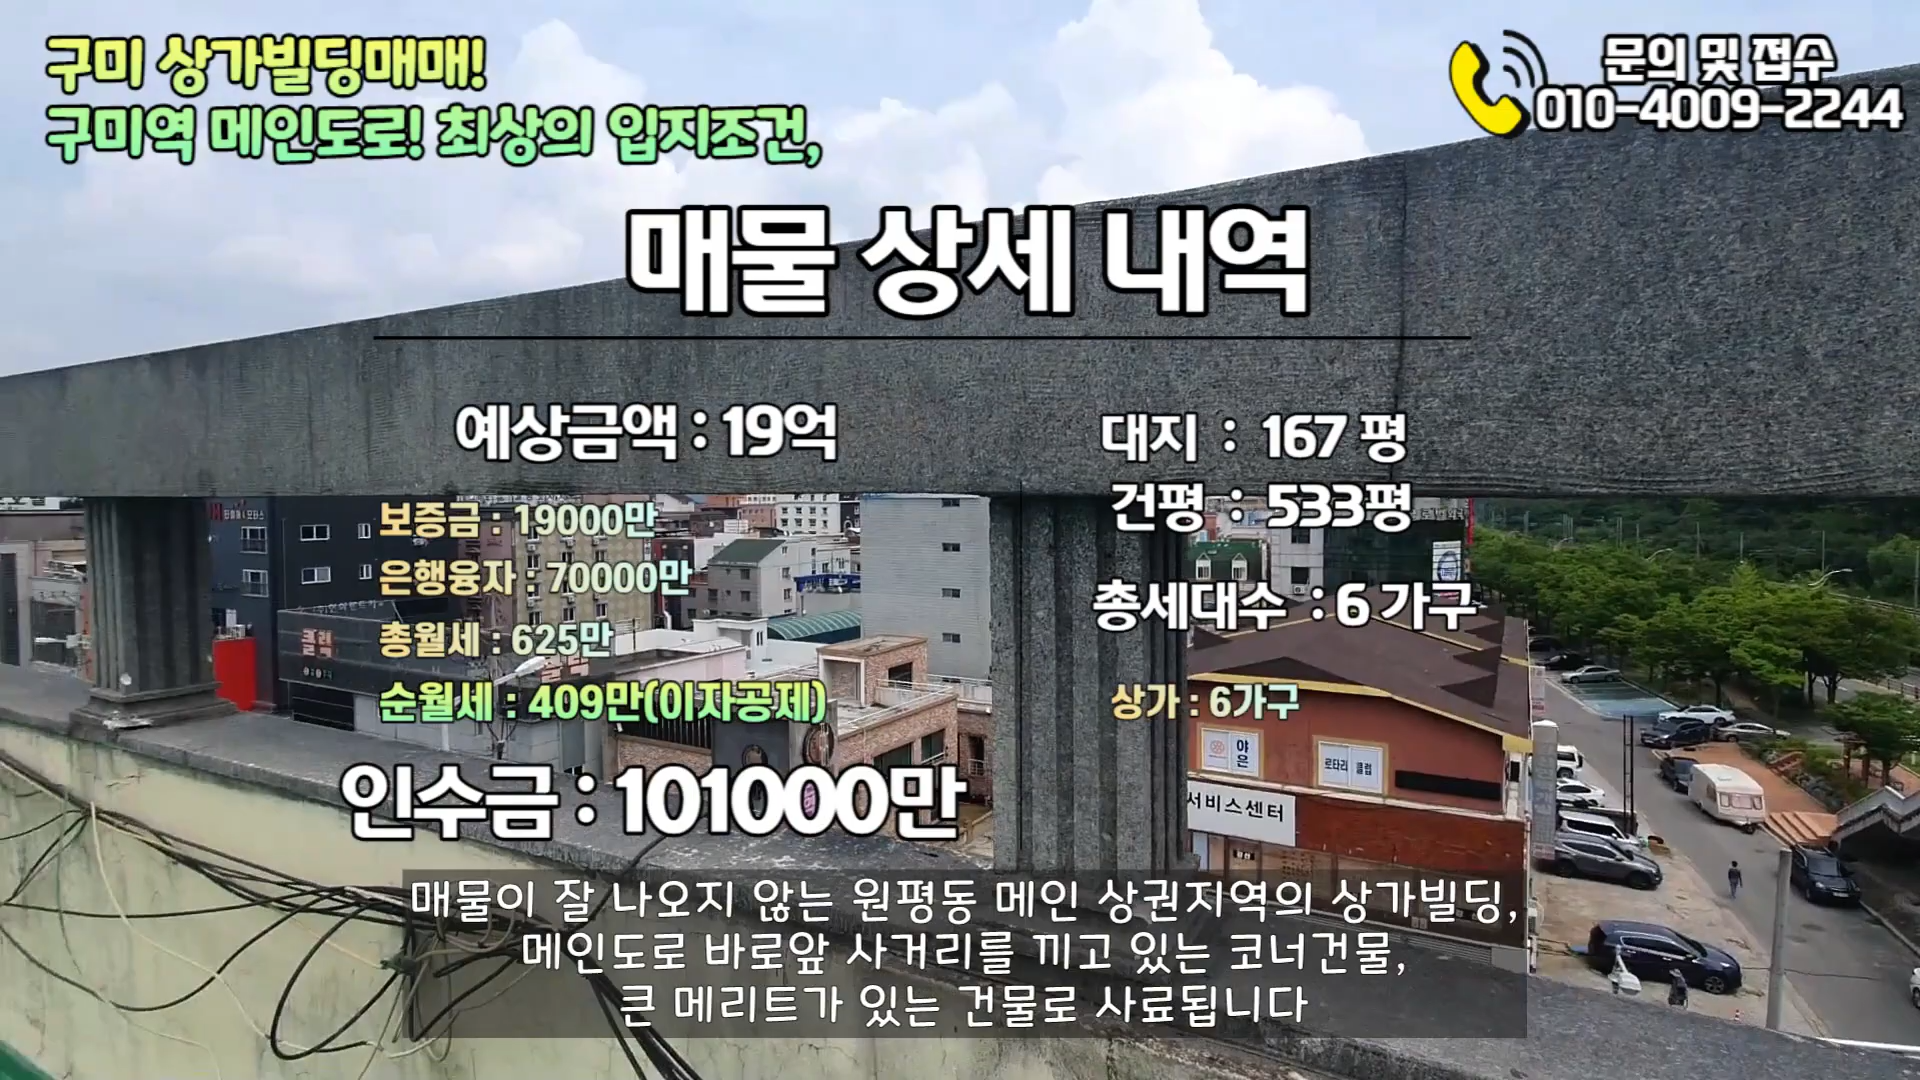 구미 상가빌딩매매!
구미역 메인도로! 최상의 입지조건,
문의 및 접수
010-4009-2244
매물 상세 내역
예상금액 : 19억
보증금 : 19000만
은행융자 : 70000만
총월세 : 625만
순월세 : 409만(이자공제)
인수금 : 101000만
대지 : 167 평
건평 : 533평
총세대수 : 6 가구
상가 : 6가구
클럭
야은
로타리 클럽
서비스센터
매물이 잘 나오지 않는 원평동 메인 상권지역의 상가빌딩,
메인도로 바로앞 사거리를 끼고 있는 코너건물,
큰 메리트가 있는 건물로 사료됩니다